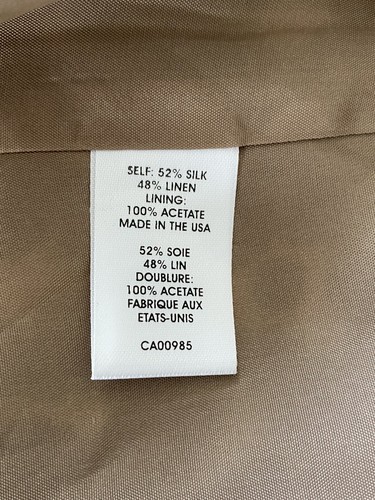 SELF: 52% SILK
48% LINEN
LINING:
100% ACETATE
MADE IN THE USA
52% SOIE
48% LIN
DOUBLURE:
100% ACETATE
FABRIQUE AUX
ETATS-UNIS
CA00985